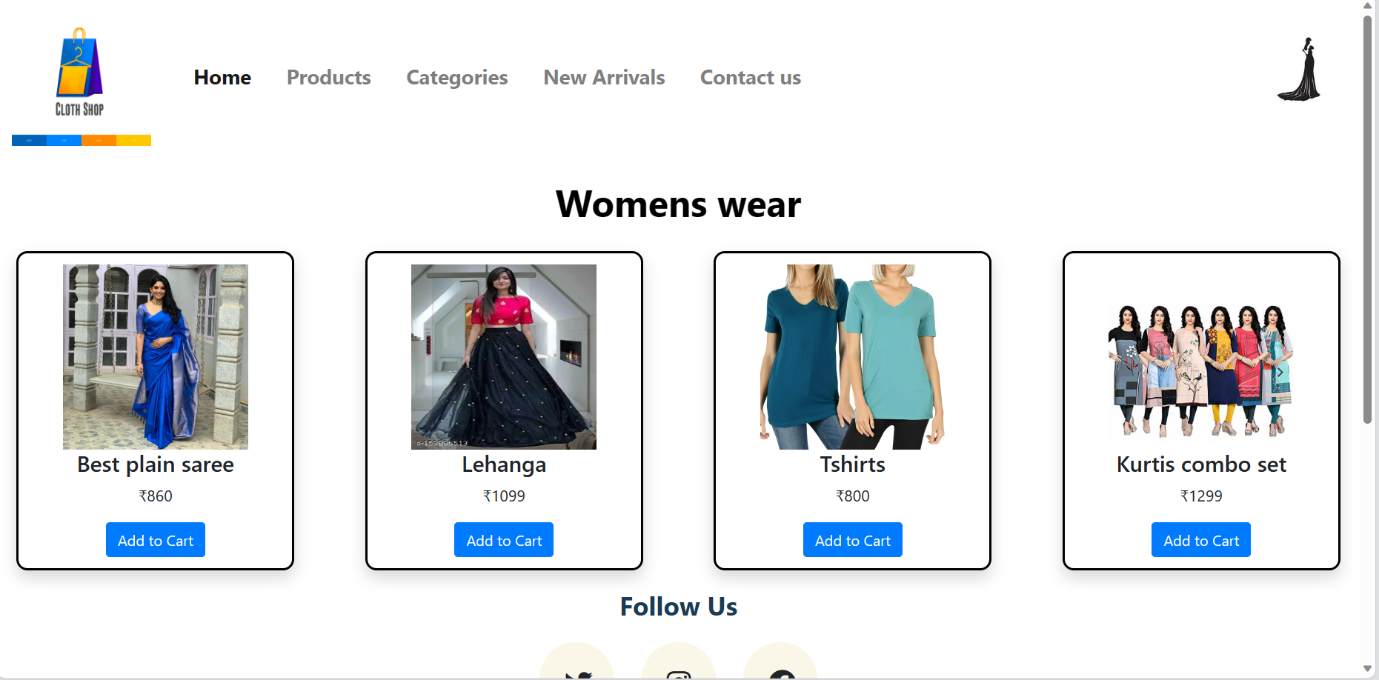 CLOTH SHOP
Home Products Categories New Arrivals Contact us
Womens wear
Best plain saree
₹860
Add to Cart
Lehanga
₹1099
Add to Cart
Tshirts
₹800
Add to Cart
Kurtis combo set
₹1299
Add to Cart
Follow Us